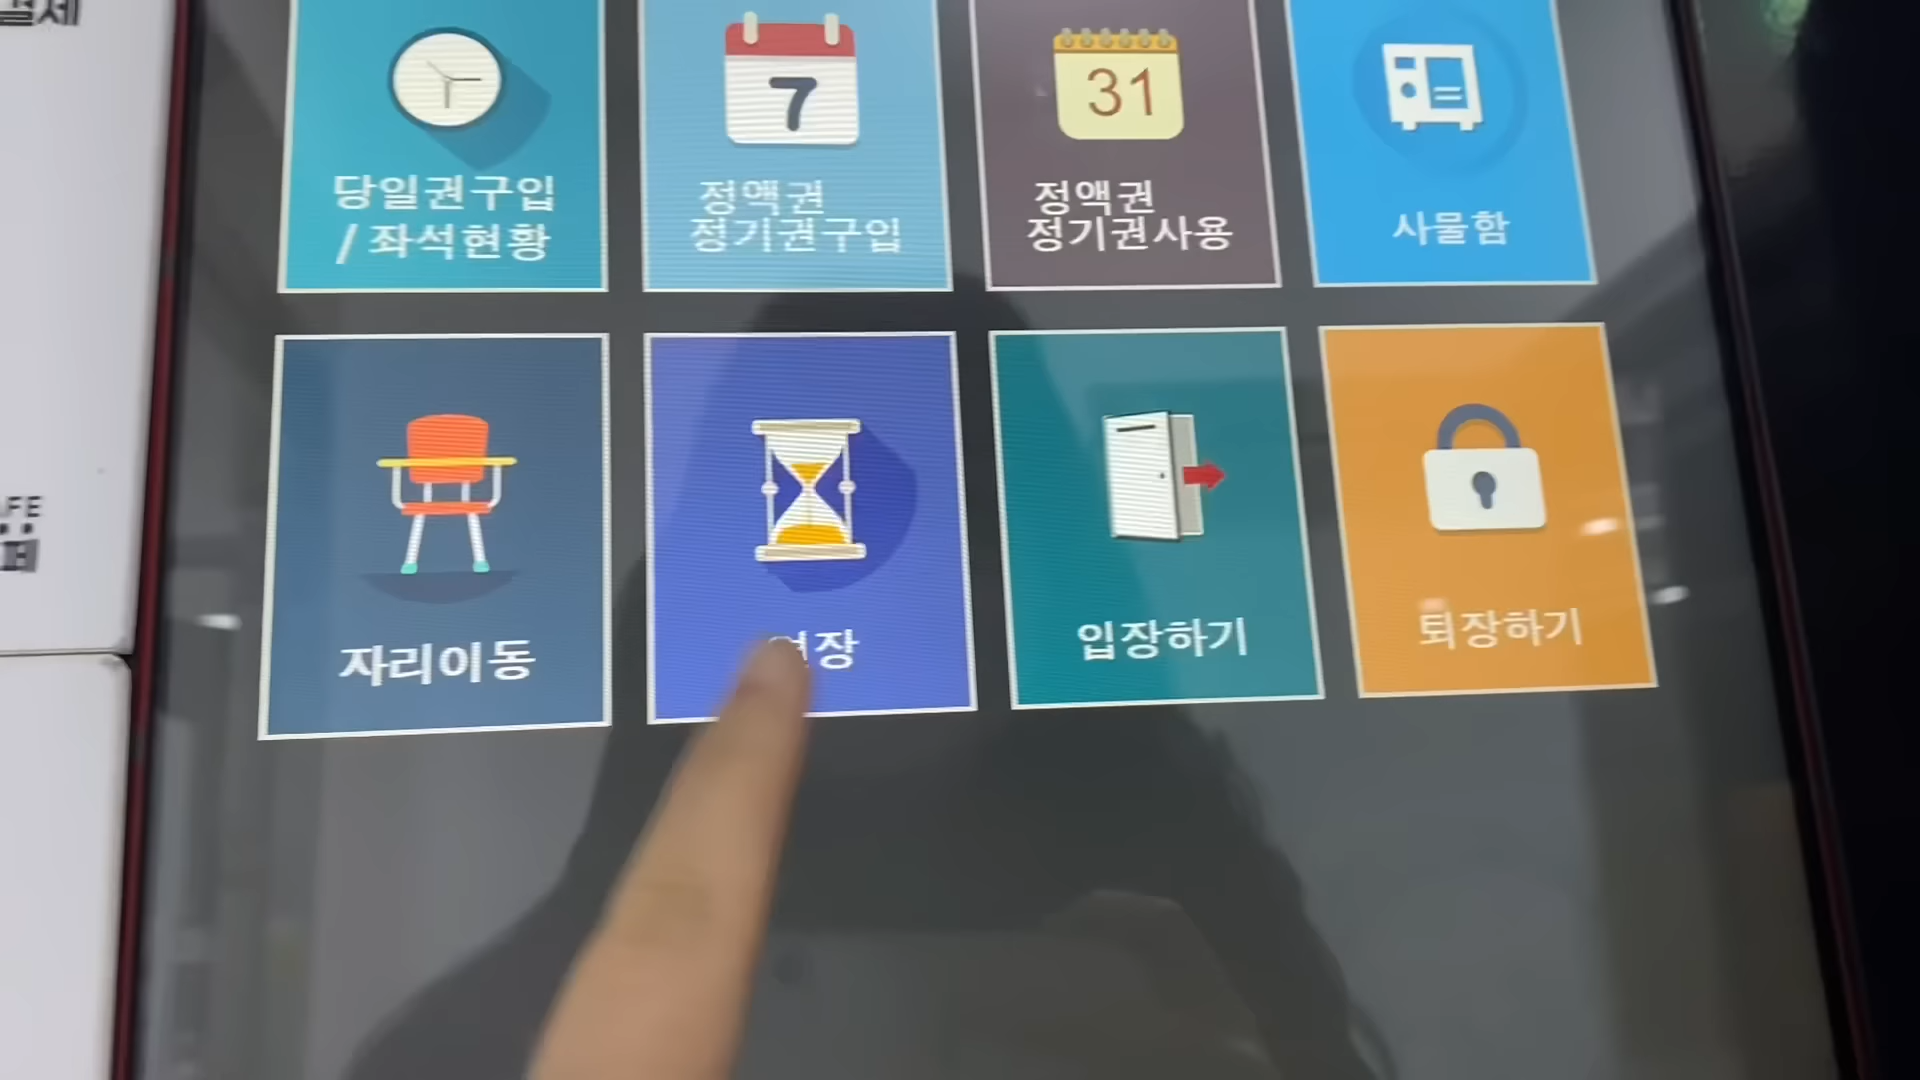 7
31
당일권구입
/ 좌석현황
정액권
정기권구입
정액권
정기권사용
사물함
자리이동
연장
입장하기
퇴장하기